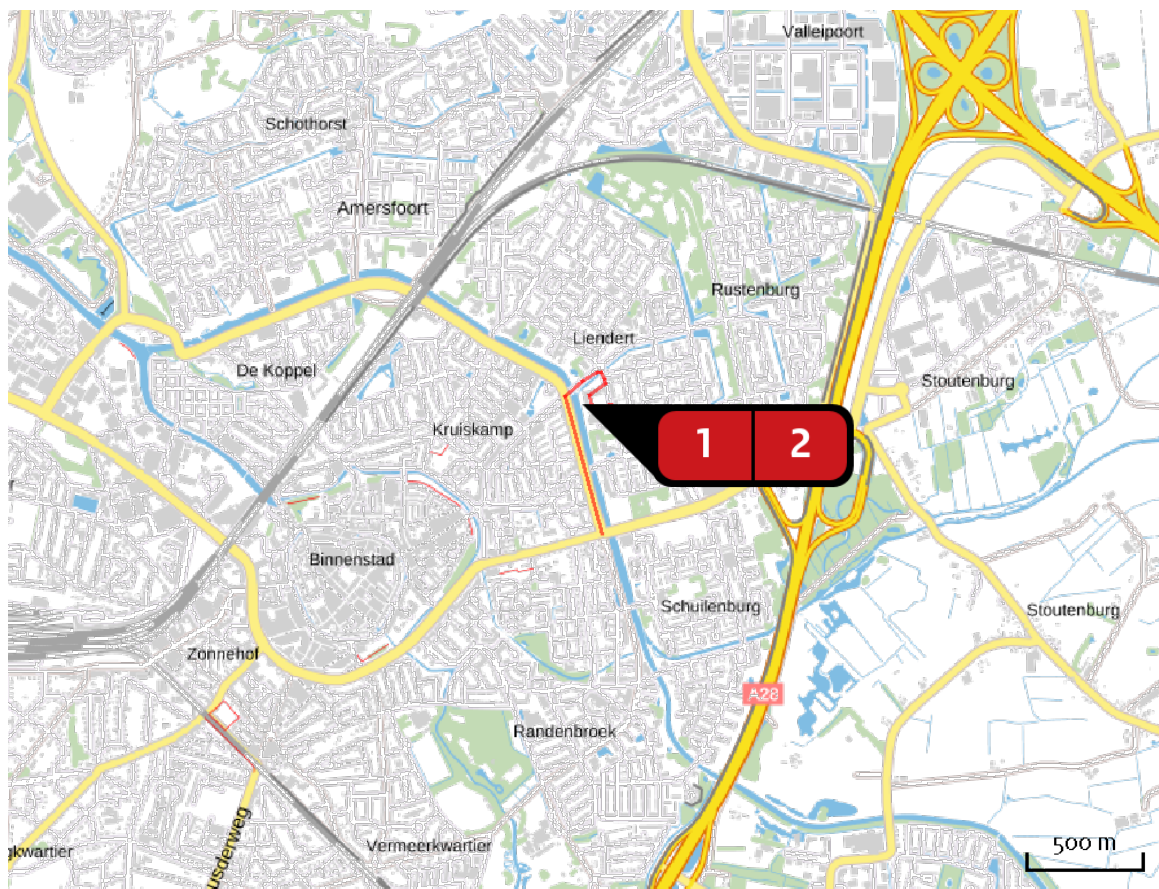 Valleipoort
Schothorst
Amersfoort
Rustenburg
Liendert
De Koppel
Stoutenburg
Kruiskamp
1 2
Binnenstad
Schuilenburg
Stoutenburg
Zonnehof
A28
Randenbroek
500 m
Vermeerkwartier
gkwartier
usderweg